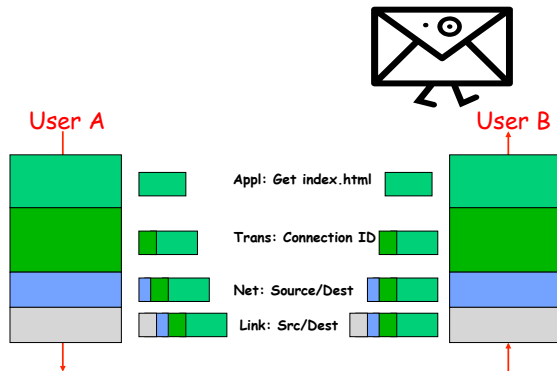 User A
User B
Appl: Get index.html
Trans: Connection ID
Net: Source/Dest
Link: Src/Dest